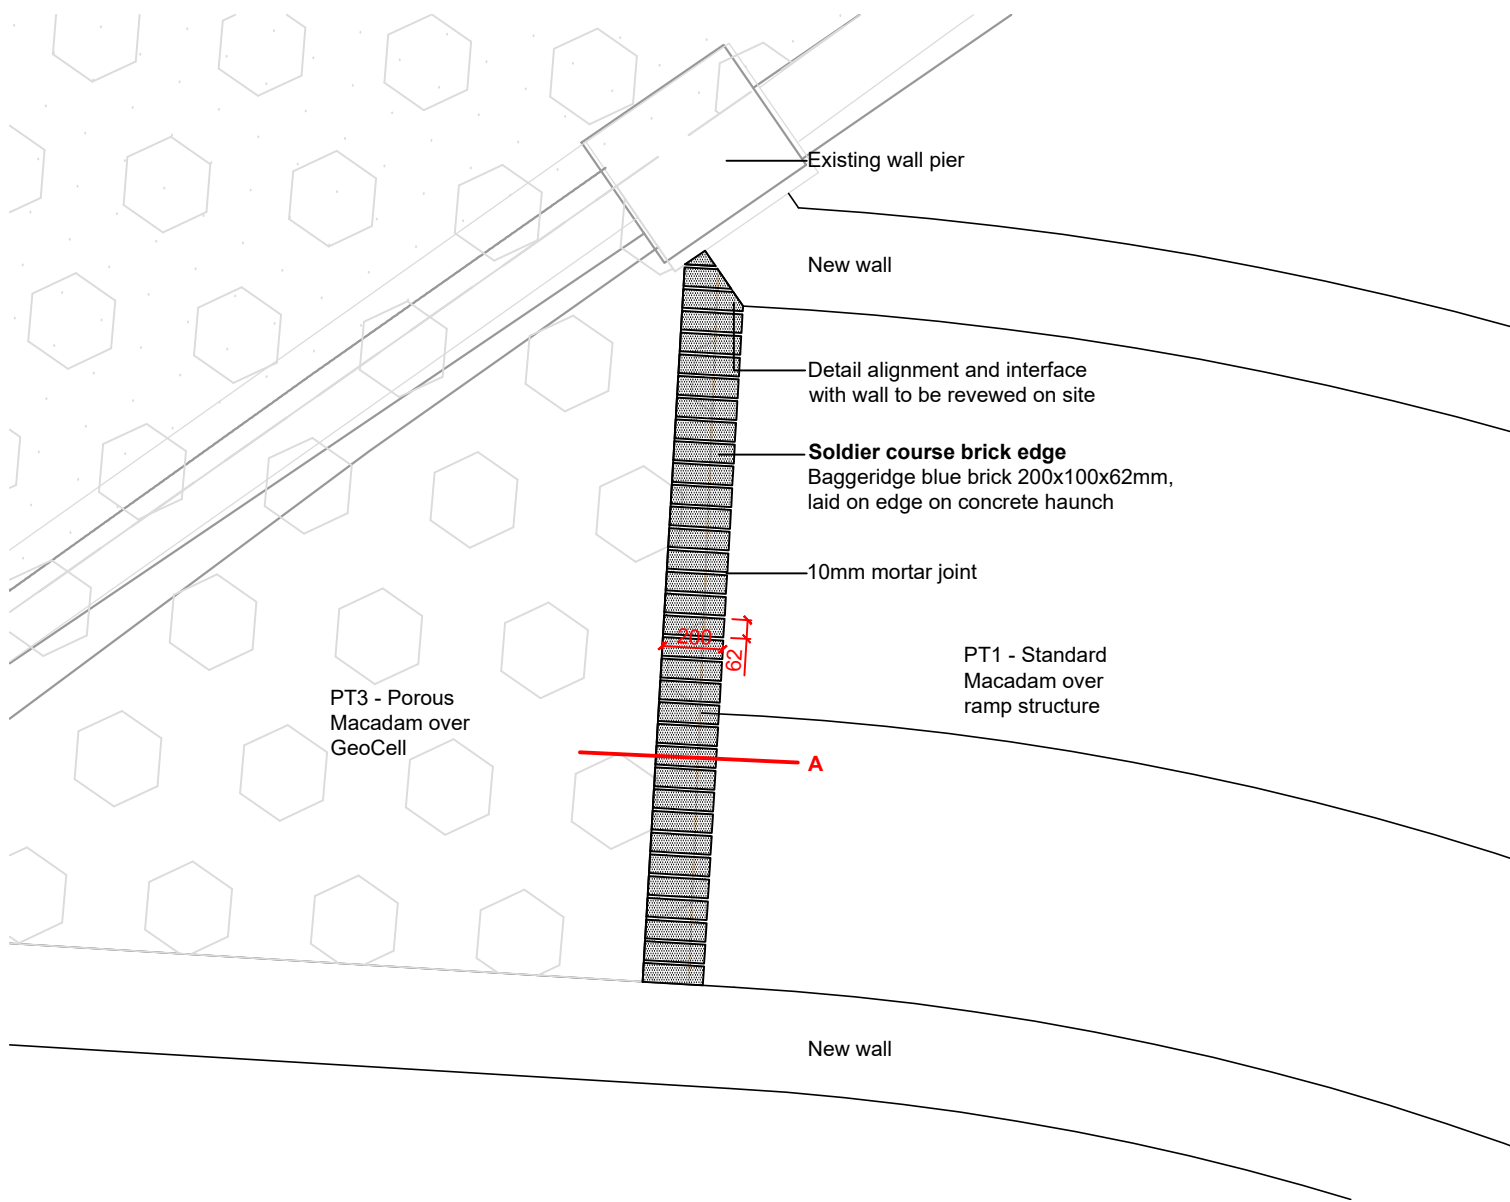 Existing wall pier
New wall
Detail alignment and interface
with wall to be revewed on site
Soldier course brick edge
Baggeridge blue brick 200x100x62mm,
laid on edge on concrete haunch
10mm mortar joint
200
62
PT1 - Standard
Macadam over
ramp structure
PT3 - Porous
Macadam over
GeoCell
A
New wall